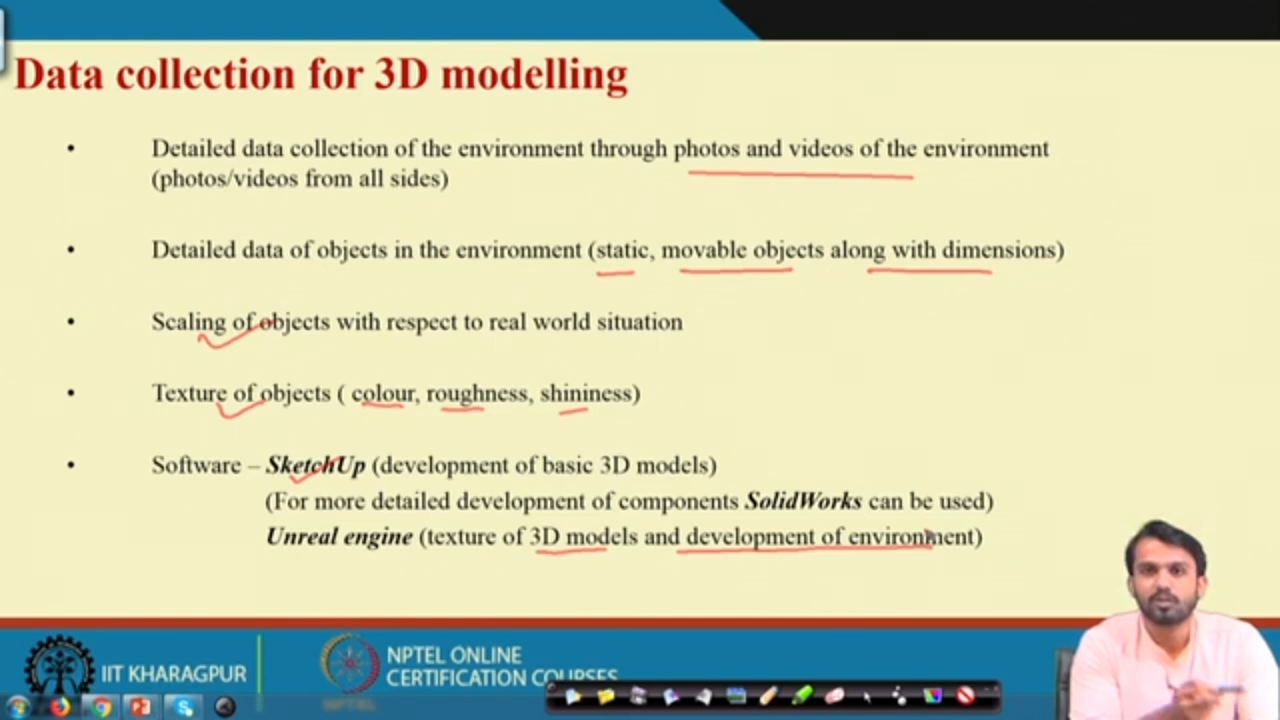 Data collection for 3D modelling
• Detailed data collection of the environment through photos and videos of the environment
(photos/videos from all sides)
• Detailed data of objects in the environment (static, movable objects along with dimensions)
• Scaling of objects with respect to real world situation
• Texture of objects ( colour, roughness, shininess)
• Software – SketchUp (development of basic 3D models)
(For more detailed development of components SolidWorks can be used)
Unreal engine (texture of 3D models and development of environment)
IIT KHARAGPUR
NPTEL ONLINE
CERTIFICATION COURSES
NPTEL